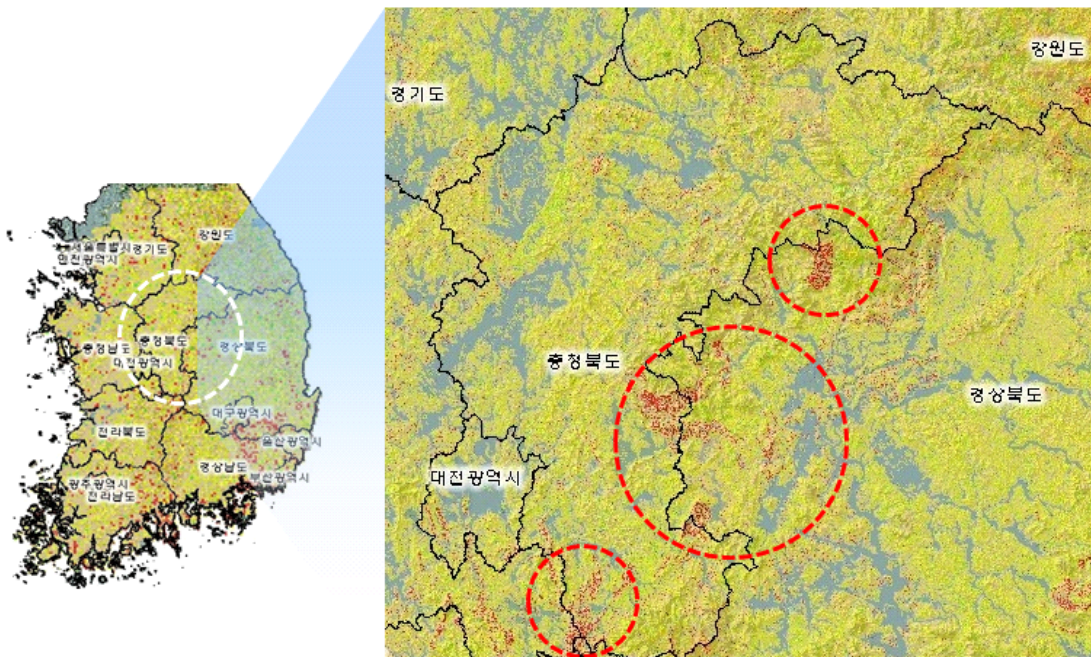 강원도
경기도
충청북도
경상북도
대전광역시
강원도
서울특별시
경기도
인천광역시
충청남도
충청북도
대전광역시
경상북도
대구광역시
전라북도
울산광역시
경상남도
부산광역시
광주광역시
전라남도